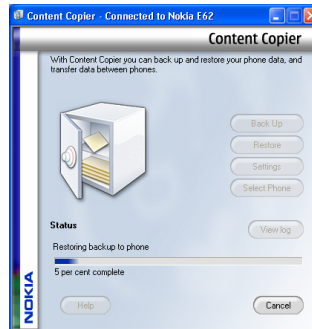 Content Copier - Connected to Nokia E62
Content Copier
With Content Copier you can back up and restore your phone data, and
transfer data between phones.
Back Up
Restore
Settings
Select Phone
Status
View log
Restoring backup to phone
5 per cent complete
Help
Cancel
NOKIA